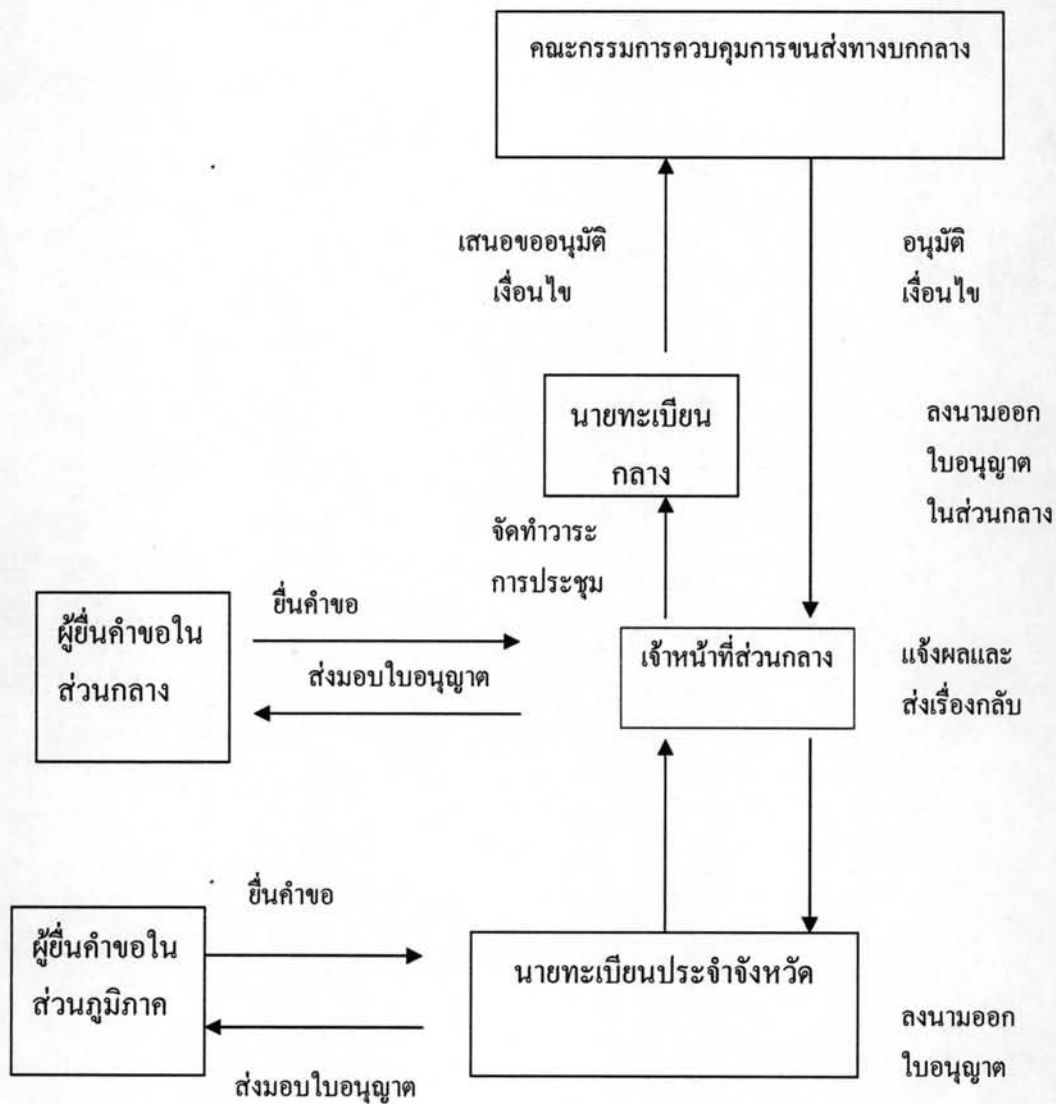 คณะกรรมการควบคุมการขนส่งทางบกกลาง
เสนอขออนุมัติ
เงื่อนไข
อนุมัติ
เงื่อนไข
นายทะเบียน
กลาง
ลงนามออก
ใบอนุญาต
ในส่วนกลาง
จัดทำวาระ
การประชุม
ผู้ยื่นคำขอใน
ส่วนกลาง
ยื่นคำขอ
ส่งมอบใบอนุญาต
เจ้าหน้าที่ส่วนกลาง
แจ้งผลและ
ส่งเรื่องกลับ
ยื่นคำขอ
ผู้ยื่นคำขอใน
ส่วนภูมิภาค
ส่งมอบใบอนุญาต
นายทะเบียนประจำจังหวัด
ลงนามออก
ใบอนุญาต